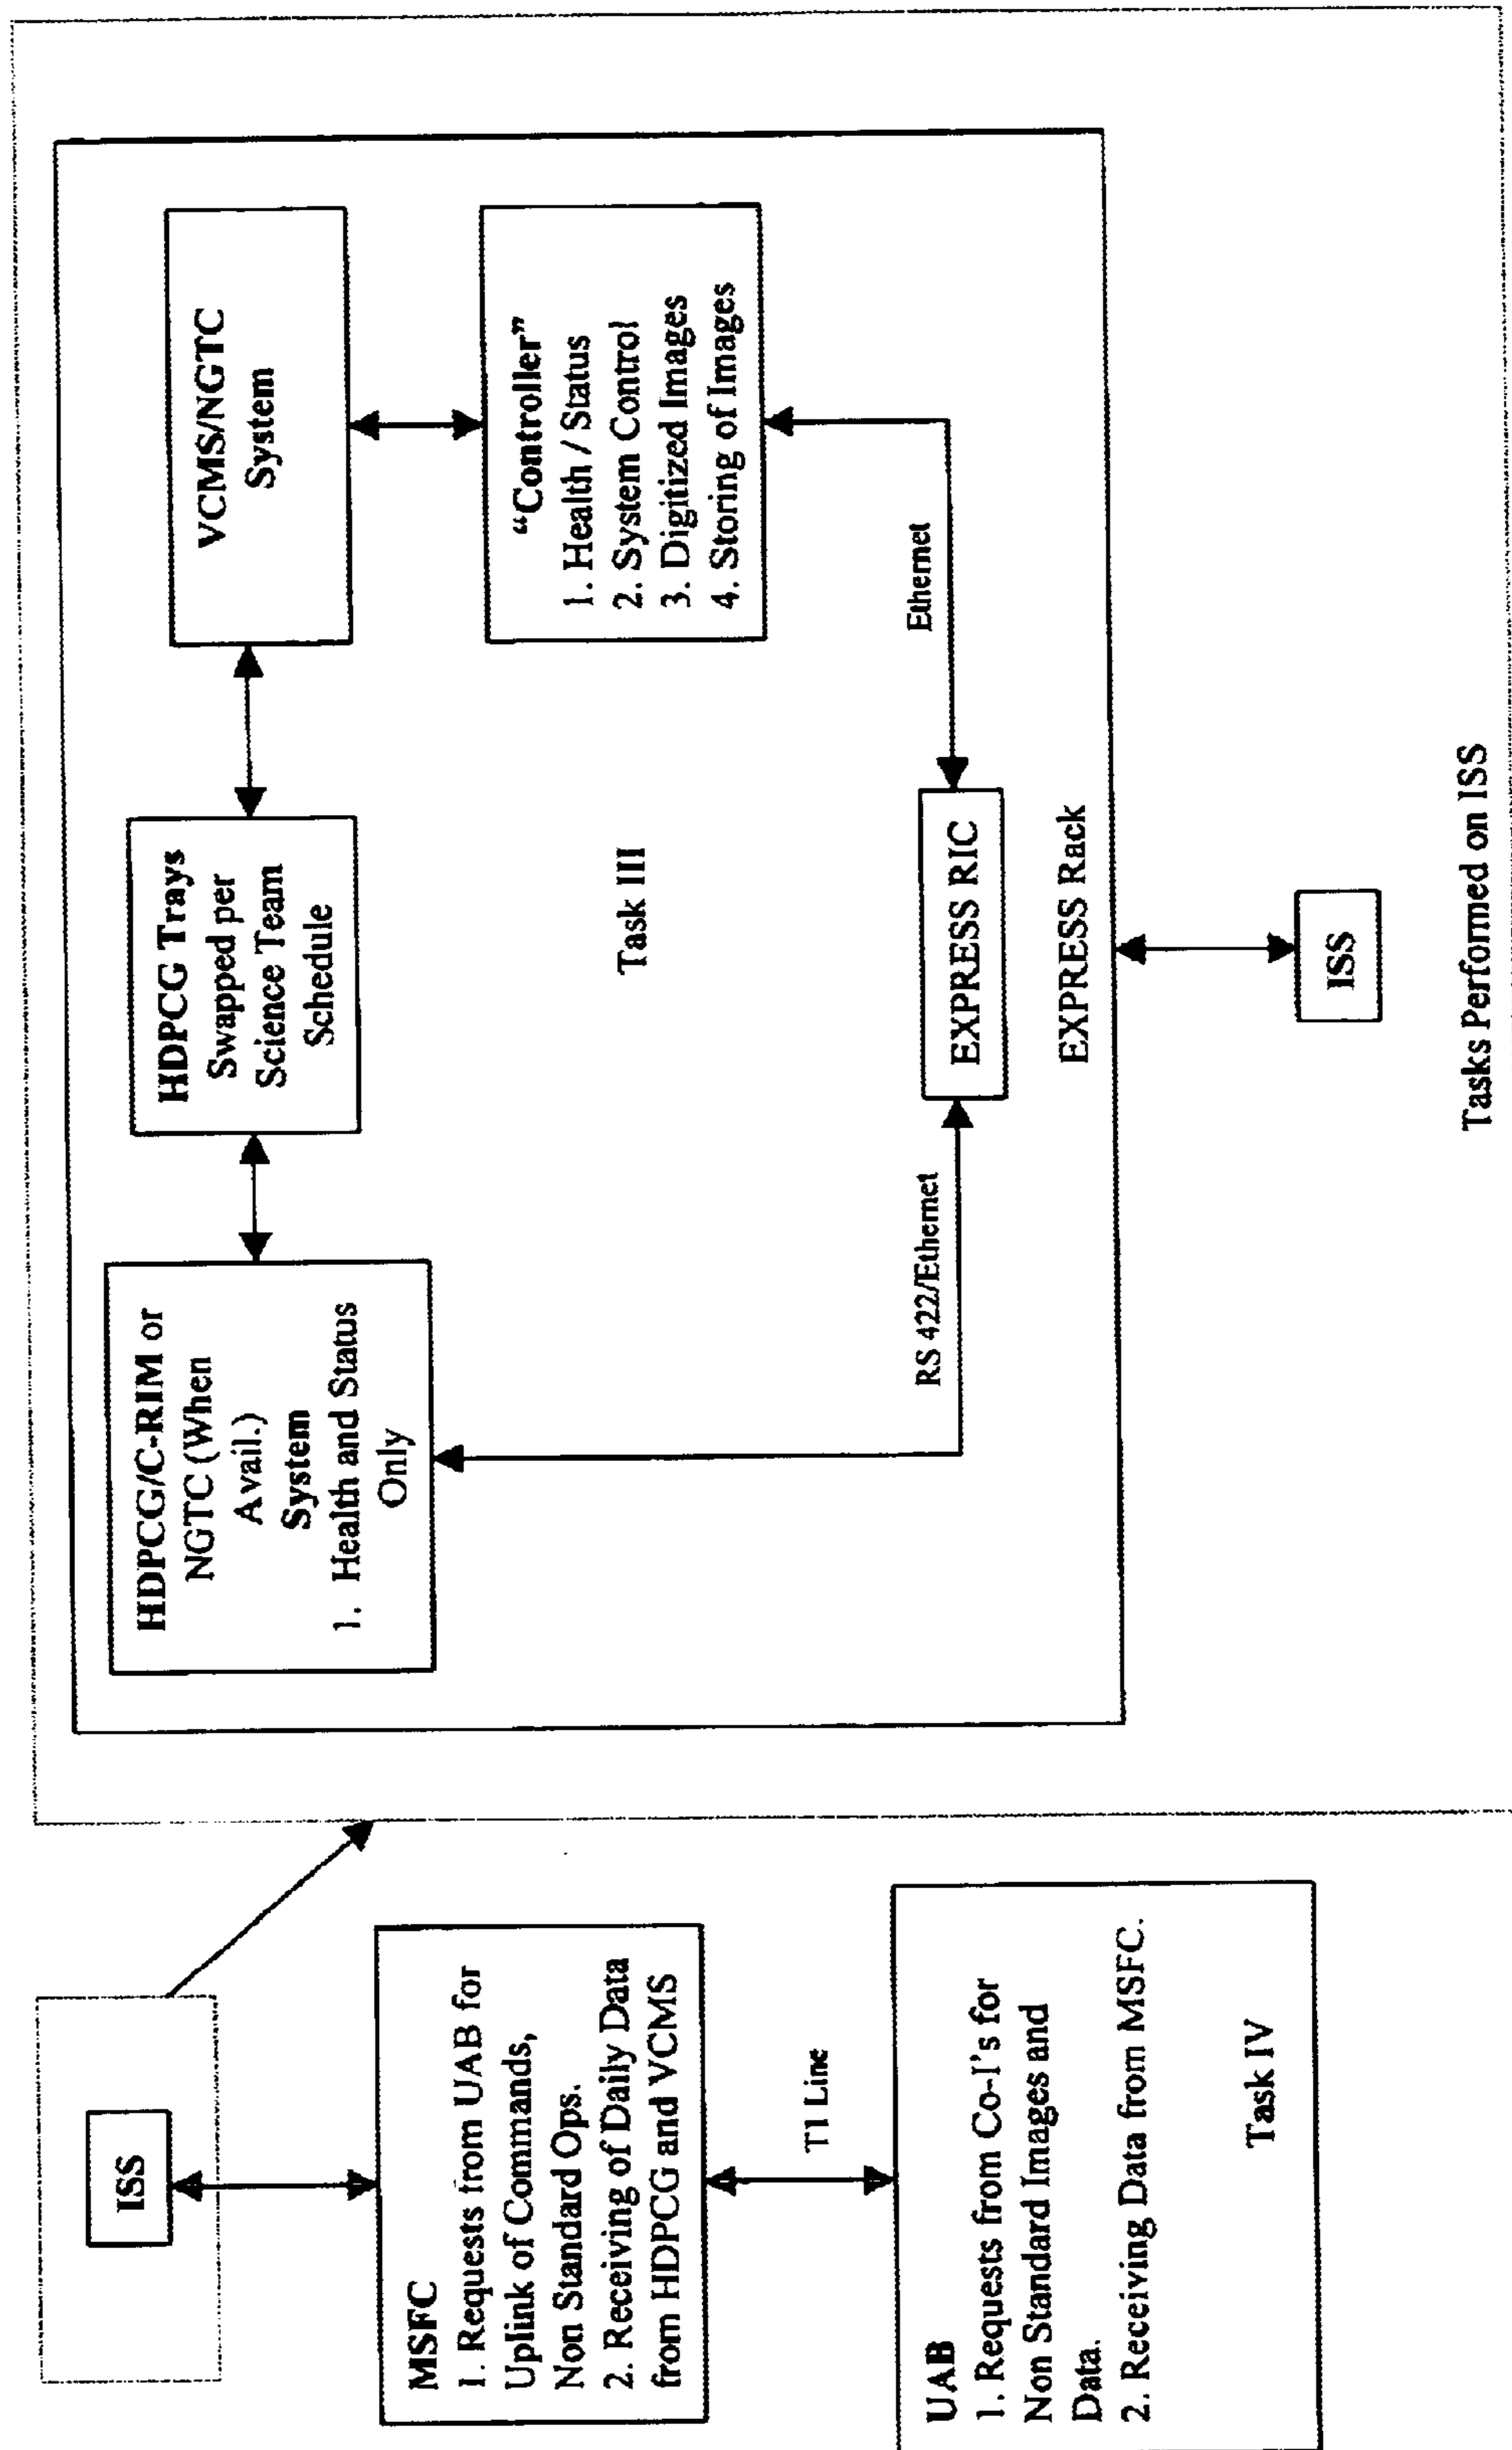 ISS
MSFC
1. Requests from UAB for
Uplink of Commands,
Non Standard Ops.
2. Receiving of Daily Data
from HDPCG and VCMS
T1 Line
UAB
1. Requests from Co-I's for
Non Standard Images and
Data.
2. Receiving Data from MSFC.
Task IV
HDPCG/C-RIM or
NGTC (When
Avail.)
System
1. Health and Status
Only
HDPCG Trays
Swapped per
Science Team
Schedule
VCMS/NGTC
System
“Controller”
1. Health / Status
2. System Control
3. Digitized Images
4. Storing of Images
Task III
RS 422/Ethernet
Ethernet
EXPRESS RIC
EXPRESS Rack
ISS
Tasks Performed on ISS